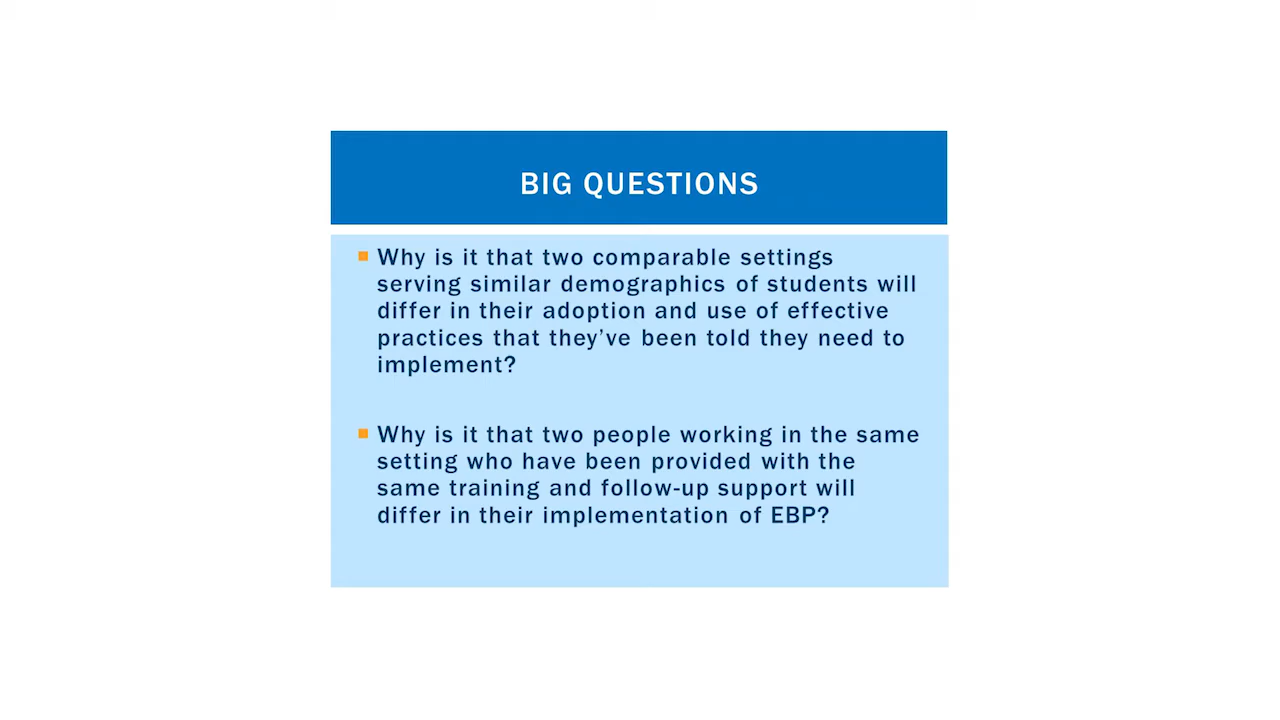 BIG QUESTIONS
Why is it that two comparable settings
serving similar demographics of students will
differ in their adoption and use of effective
practices that they’ve been told they need to
implement?
Why is it that two people working in the same
setting who have been provided with the
same training and follow-up support will
differ in their implementation of EBP?